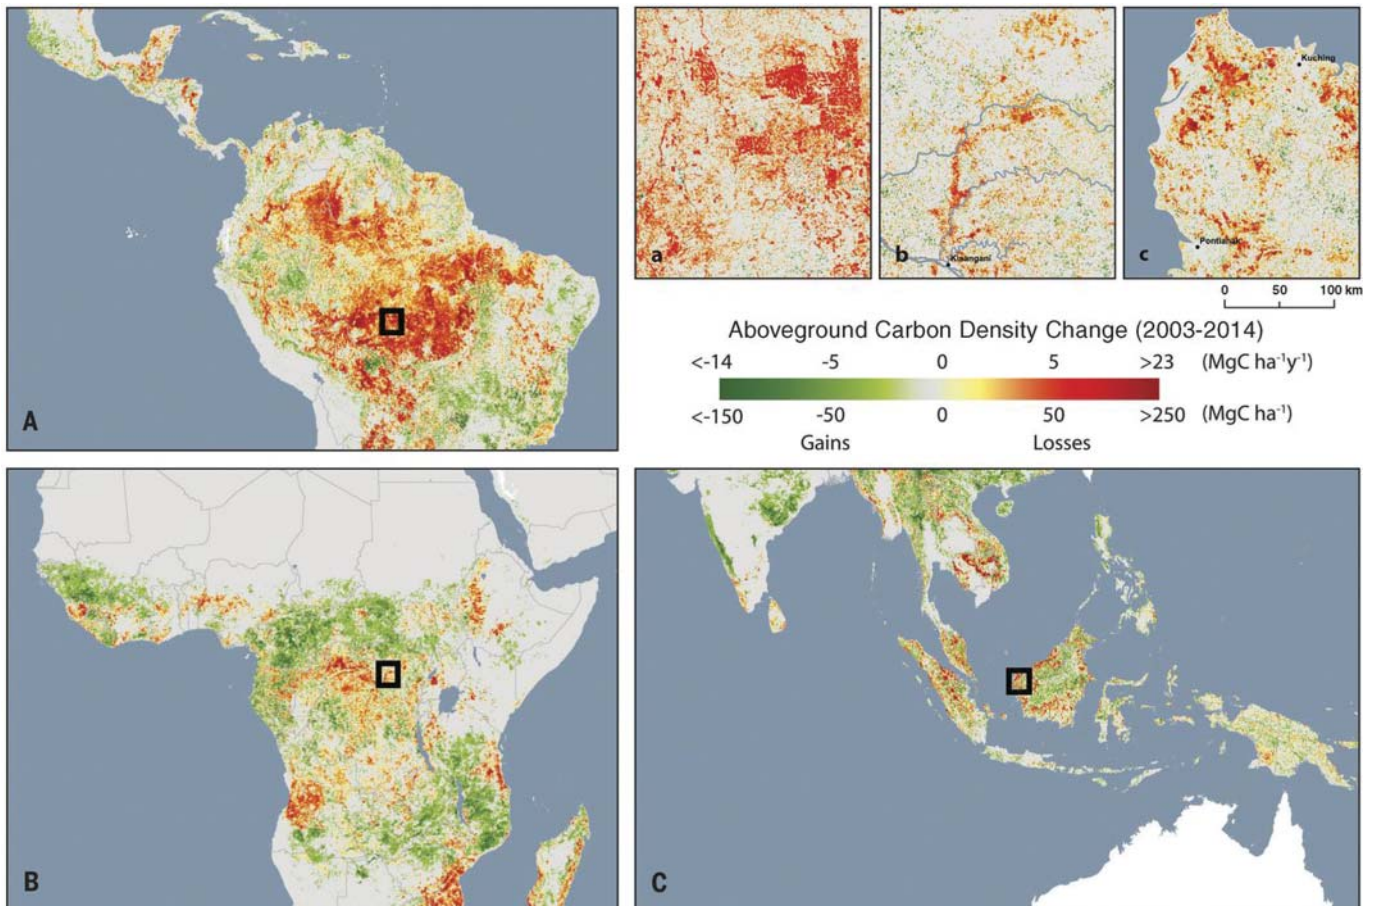 A
a
b
Kisangani
c
Kuching
Pontianak
0 50 100 km
Aboveground Carbon Density Change (2003-2014)
<-14 -5 0 5 >23 (MgC ha⁻¹y⁻¹)
<-150 -50 0 50 >250 (MgC ha⁻¹)
Gains Losses
B
C